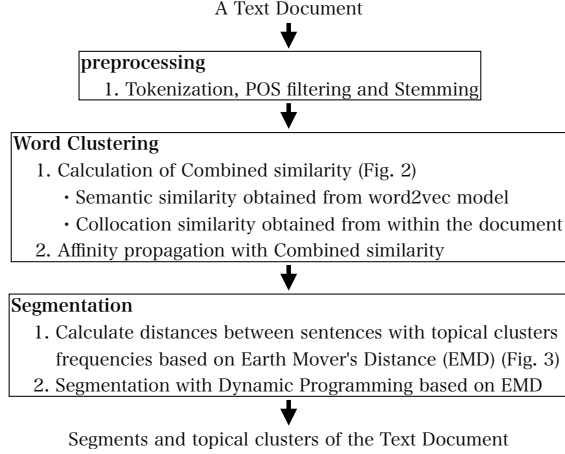 A Text Document
preprocessing
1. Tokenization, POS filtering and Stemming
Word Clustering
1. Calculation of Combined similarity (Fig. 2)
・Semantic similarity obtained from word2vec model
・Collocation similarity obtained from within the document
2. Affinity propagation with Combined similarity
Segmentation
1. Calculate distances between sentences with topical clusters
frequencies based on Earth Mover's Distance (EMD) (Fig. 3)
2. Segmentation with Dynamic Programming based on EMD
Segments and topical clusters of the Text Document